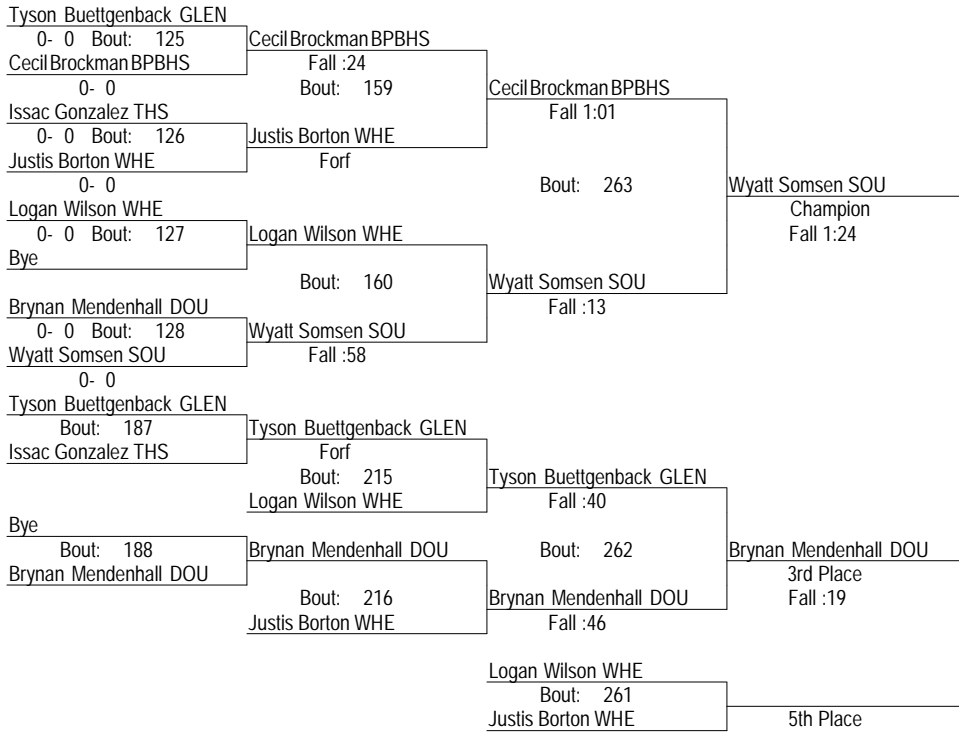 Tyson Buettgenback GLEN
0- 0 Bout: 125
Cecil Brockman BPBHS
Cecil Brockman BPBHS
Fall :24
0- 0
Bout: 159
Cecil Brockman BPBHS
Issac Gonzalez THS
Fall 1:01
0- 0 Bout: 126
Justis Borton WHE
Justis Borton WHE
Forf
0- 0
Bout: 263
Wyatt Somsen SOU
Logan Wilson WHE
Champion
0- 0 Bout: 127
Logan Wilson WHE
Fall 1:24
Bye
Bout: 160
Wyatt Somsen SOU
Brynan Mendenhall DOU
Fall :13
0- 0 Bout: 128
Wyatt Somsen SOU
Wyatt Somsen SOU
Fall :58
0- 0
Tyson Buettgenback GLEN
Bout: 187
Tyson Buettgenback GLEN
Issac Gonzalez THS
Forf
Bout: 215
Tyson Buettgenback GLEN
Logan Wilson WHE
Fall :40
Bye
Bout: 188
Brynan Mendenhall DOU
Bout: 262
Brynan Mendenhall DOU
Brynan Mendenhall DOU
3rd Place
Bout: 216
Brynan Mendenhall DOU
Fall :19
Justis Borton WHE
Fall :46
Logan Wilson WHE
Bout: 261
Justis Borton WHE
5th Place